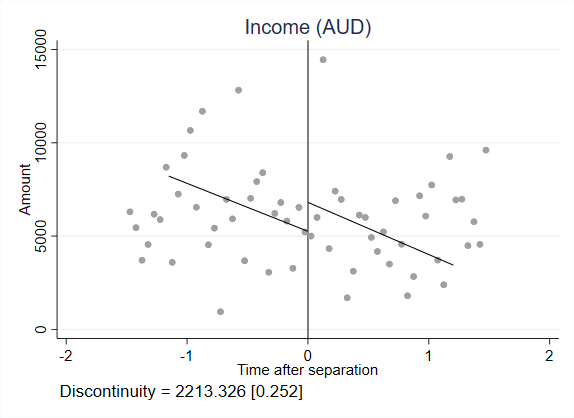 Income (AUD)
15000
10000
5000
0
Amount
-2
-1
0
1
2
Time after separation
Discontinuity = 2213.326 [0.252]